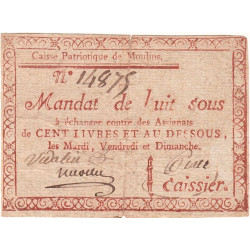 Caisse Patriotique de Moulins.
N° 14875
Mandat de huit sous
à échanger contre des Assignats
de CENT LIVRES ET AU DESSOUS,
les Mardi, Vendredi et Dimanche.
Caissier